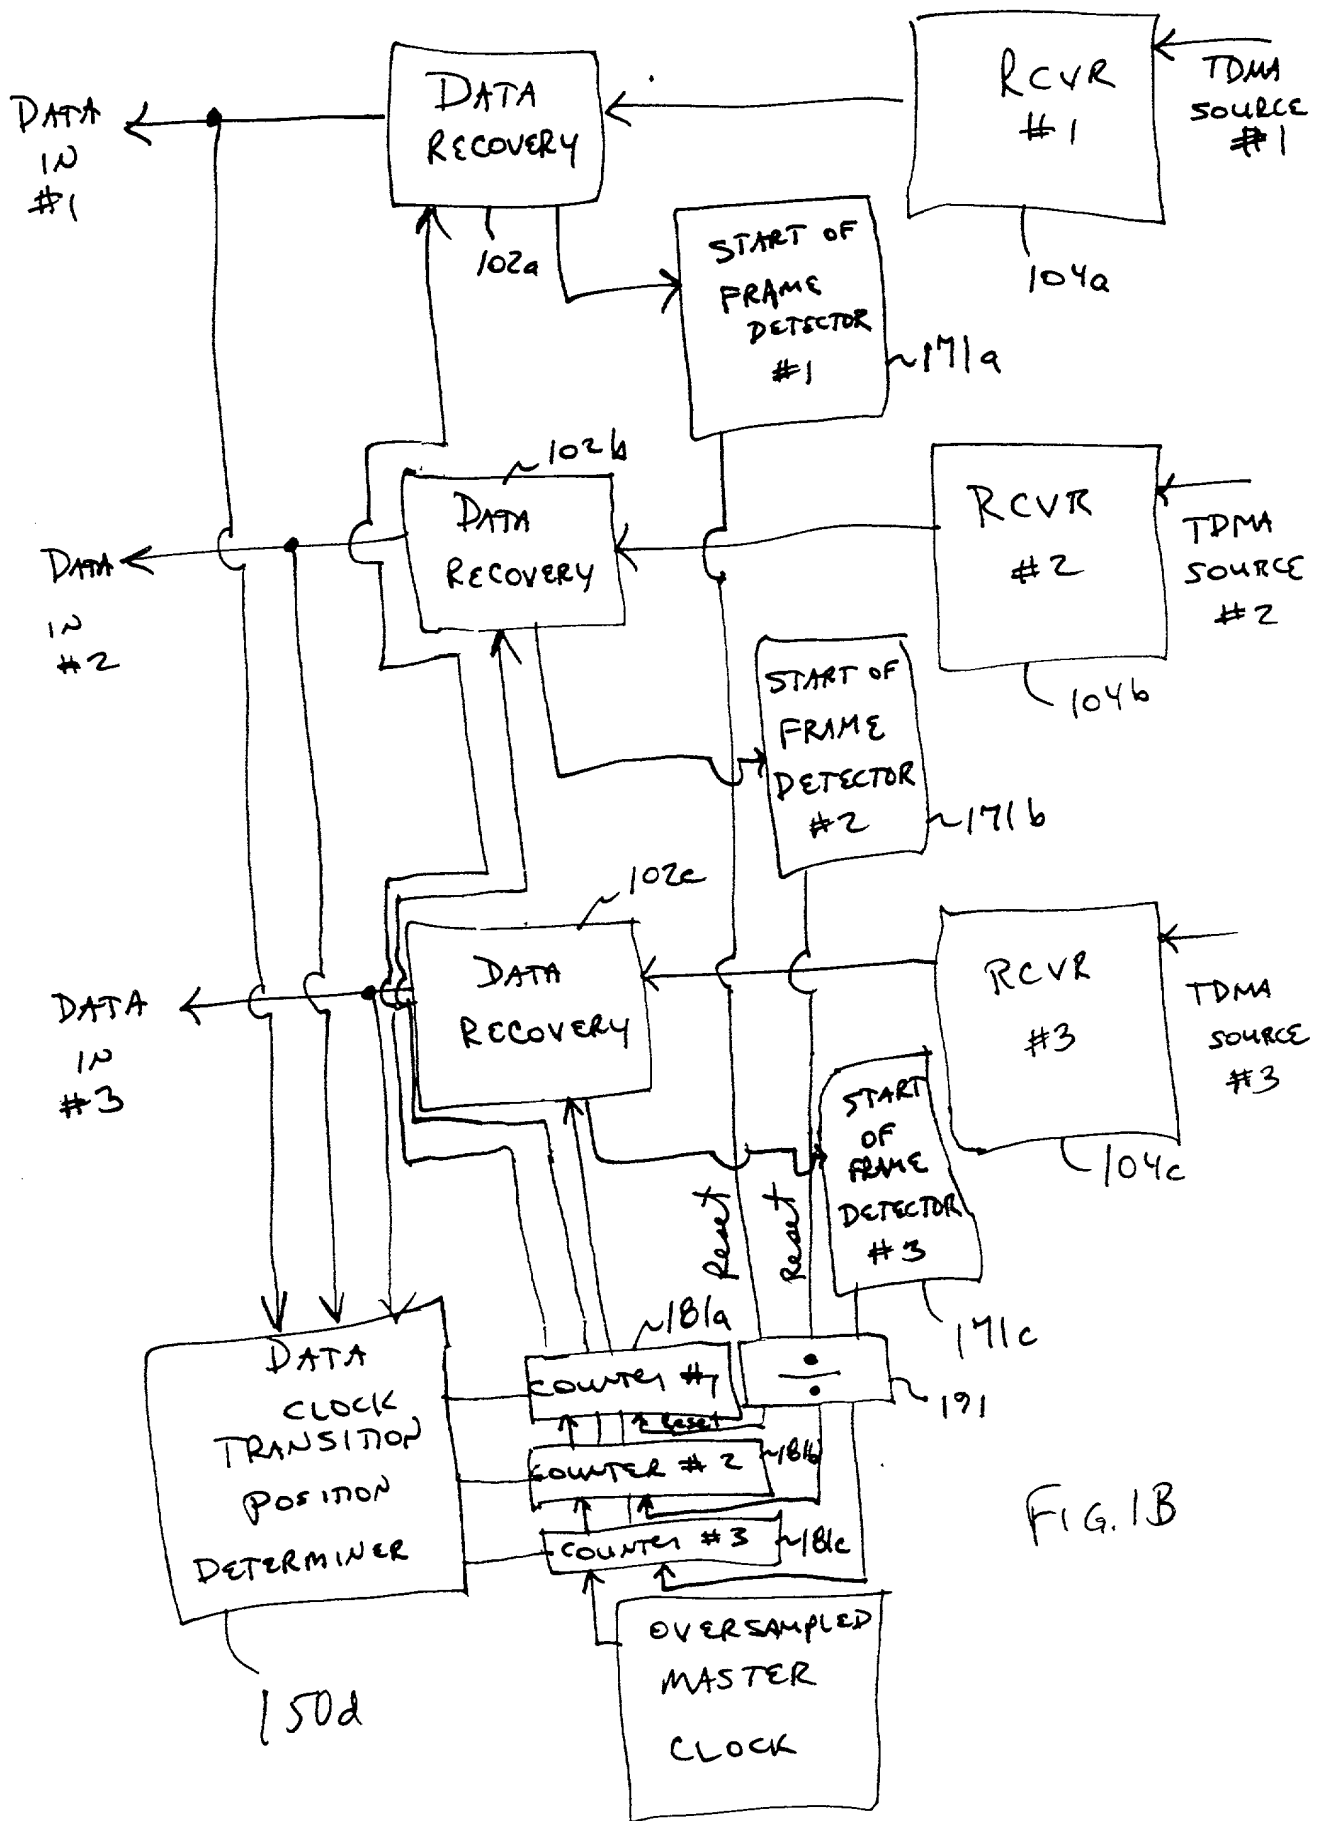 DATA
IN
#1
DATA
RECOVERY
102a
RCVR
#1
104a
TDMA
SOURCE
#1
START OF
FRAME
DETECTOR
#1
171a
DATA
IN
#2
102b
DATA
RECOVERY
RCVR
#2
104b
TDMA
SOURCE
#2
START OF
FRAME
DETECTOR
#2
171b
DATA
IN
#3
102c
DATA
RECOVERY
RCVR
#3
104c
TDMA
SOURCE
#3
START
OF
FRAME
DETECTOR
#3
171c
Reset
Reset
DATA
CLOCK
TRANSITION
POSITION
DETERMINER
150d
181a
COUNTER #1
Reset
÷
191
COUNTER #2
181b
COUNTER #3
181c
OVERSAMPLED
MASTER
CLOCK
FIG. 1B